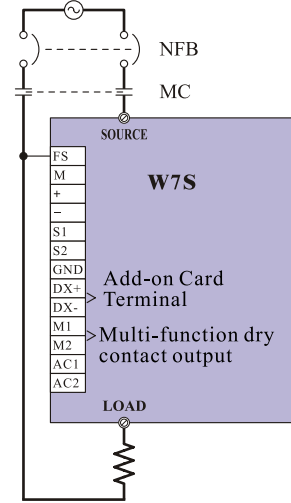 NFB
MC
SOURCE
W7S
FS
M
+
−
S1
S2
GND
DX+
DX-
M1
M2
AC1
AC2
> Add-on Card
Terminal
>Multi-function dry
contact output
LOAD